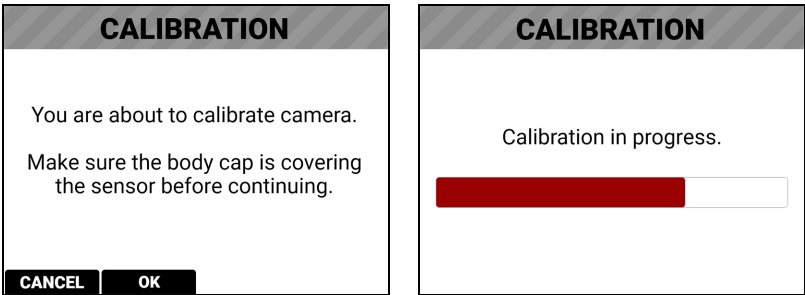 CALIBRATION
You are about to calibrate camera.
Make sure the body cap is covering
the sensor before continuing.
CANCEL
OK
CALIBRATION
Calibration in progress.